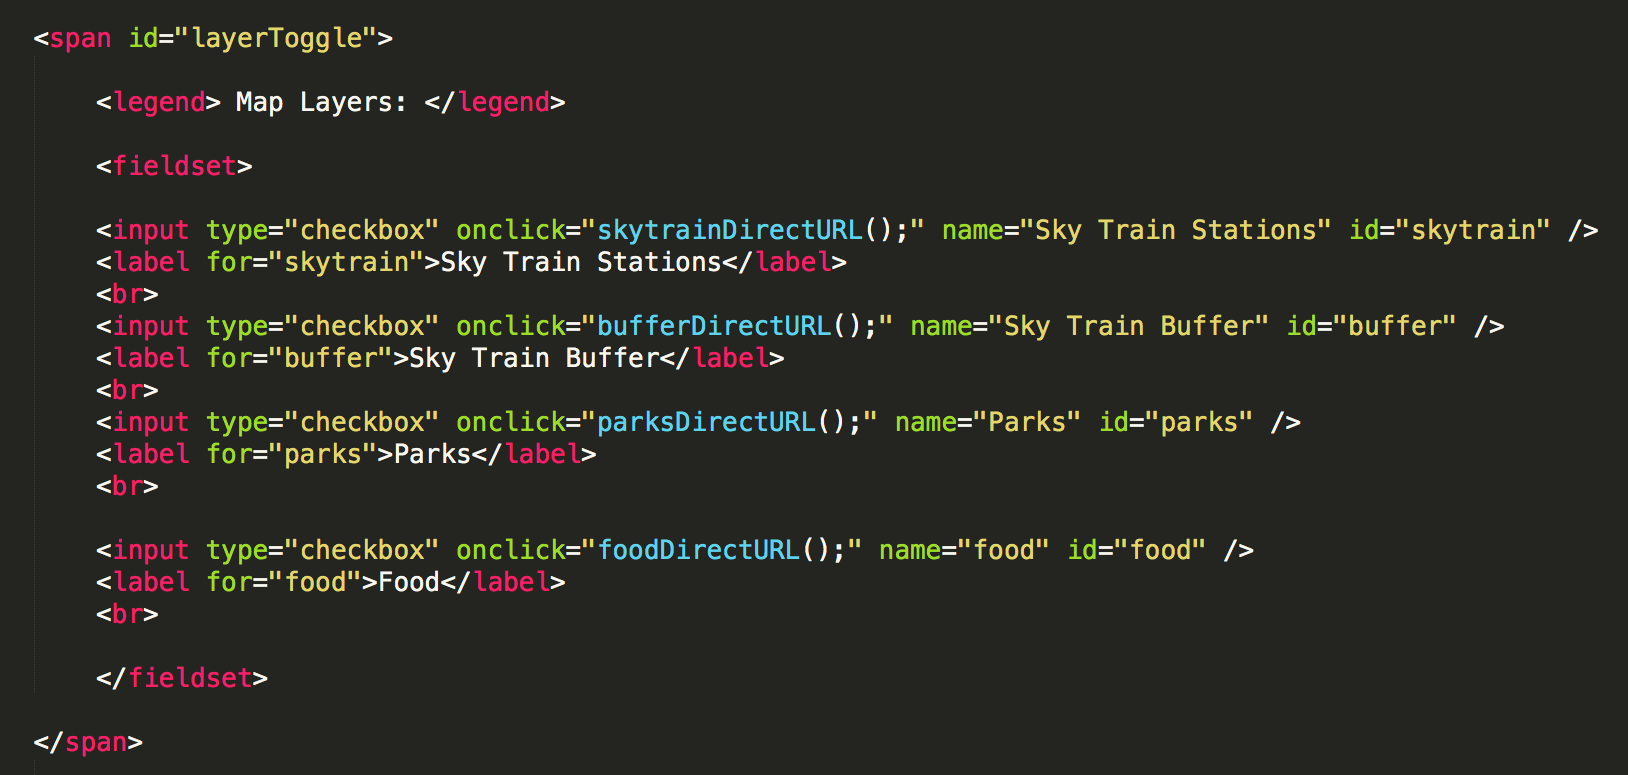 <span id="layerToggle">
<legend> Map Layers: </legend>
<fieldset>
<input type="checkbox" onclick="skytrainDirectURL();" name="Sky Train Stations" id="skytrain" />
<label for="skytrain">Sky Train Stations</label>
<br>
<input type="checkbox" onclick="bufferDirectURL();" name="Sky Train Buffer" id="buffer" />
<label for="buffer">Sky Train Buffer</label>
<br>
<input type="checkbox" onclick="parksDirectURL();" name="Parks" id="parks" />
<label for="parks">Parks</label>
<br>
<input type="checkbox" onclick="foodDirectURL();" name="food" id="food" />
<label for="food">Food</label>
<br>
</fieldset>
</span>